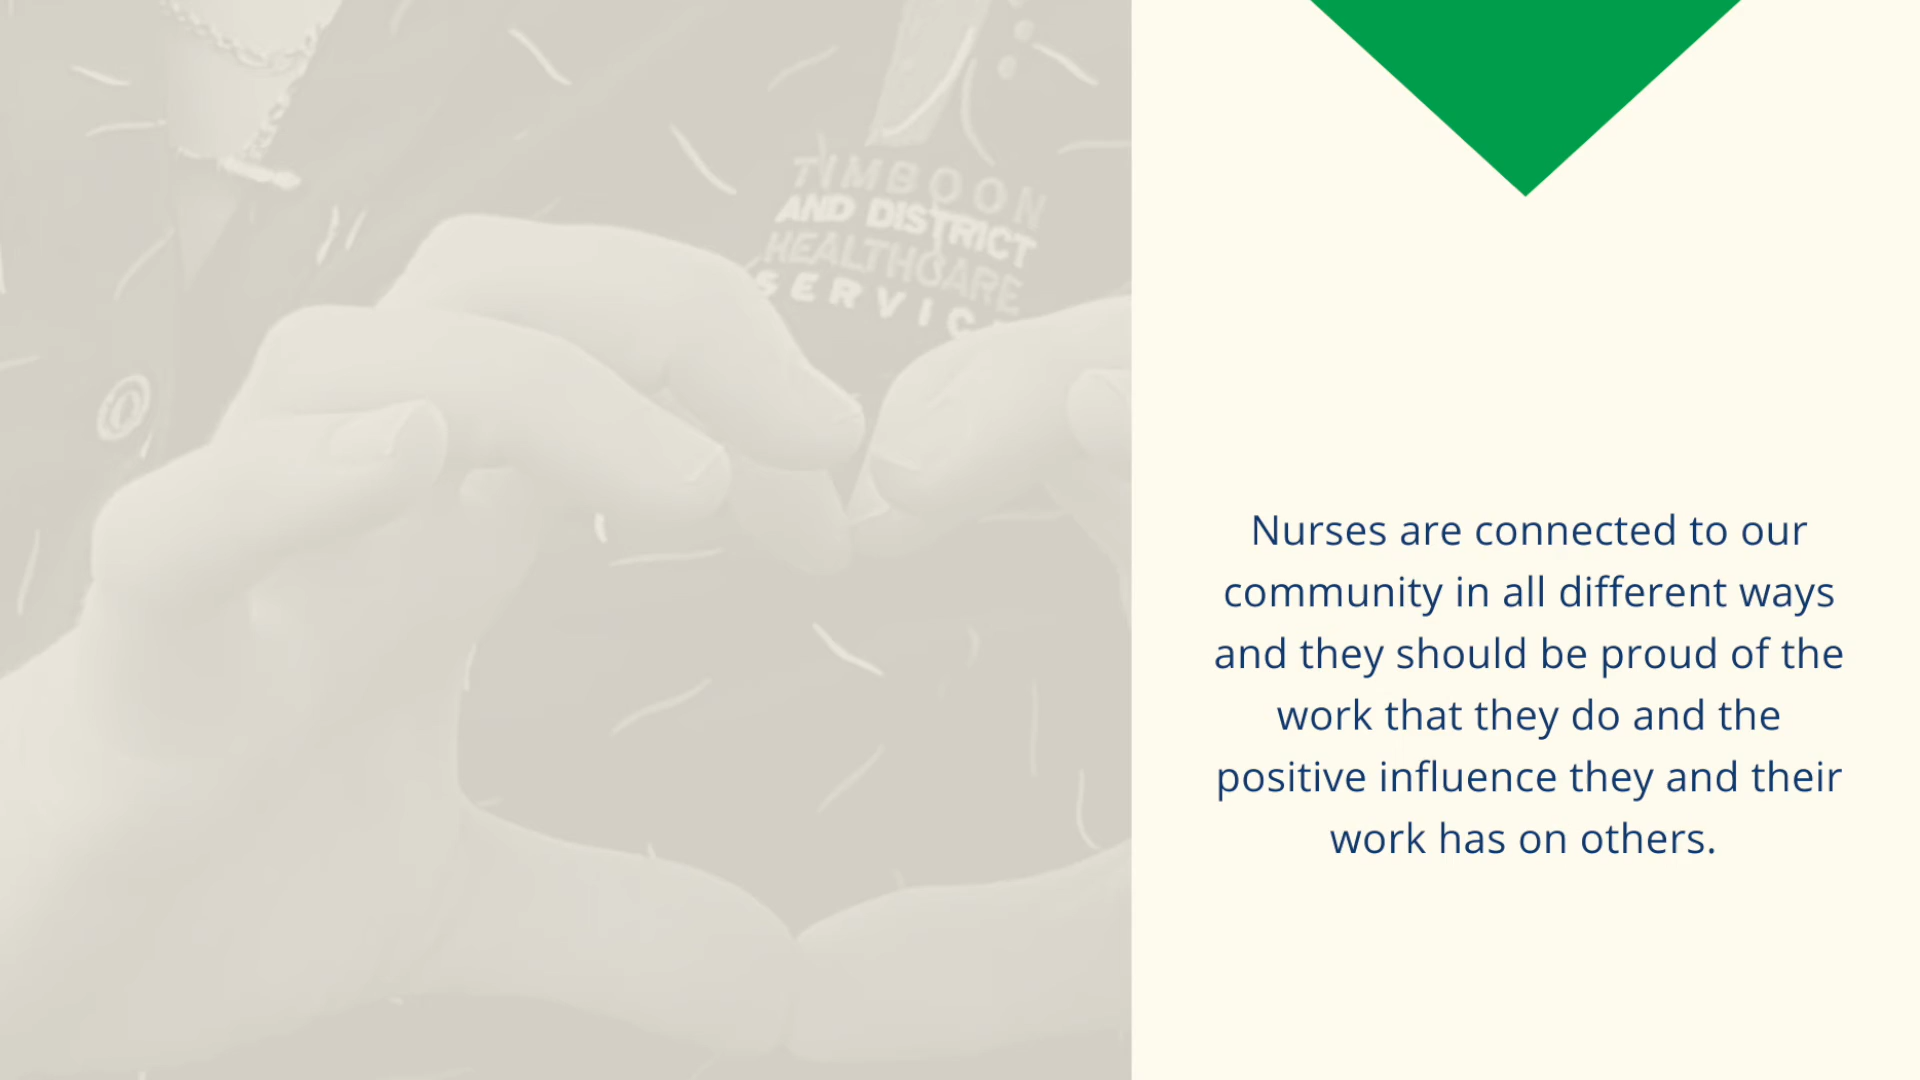 TIMBOON
AND DISTRICT
HEALTHCARE
SERVICE
Nurses are connected to our
community in all different ways
and they should be proud of the
work that they do and the
positive influence they and their
work has on others.